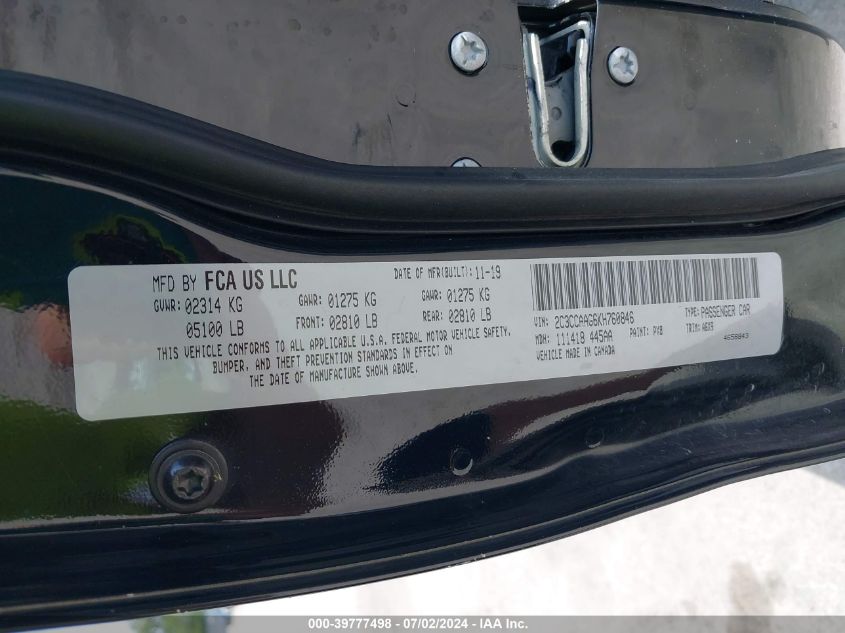 MFD BY FCA US LLC
DATE OF MFR(BUILT): 11-19
GVWR: 02314 KG
05100 LB
GAWR: 01275 KG
FRONT: 02810 LB
GAWR: 01275 KG
REAR: 02810 LB
THIS VEHICLE CONFORMS TO ALL APPLICABLE U.S.A. FEDERAL MOTOR VEHICLE SAFETY,
BUMPER, AND THEFT PREVENTION STANDARDS IN EFFECT ON
THE DATE OF MANUFACTURE SHOWN ABOVE.
VIN: 2C3CCAAG6KH760846
TYPE: PASSENGER CAR
MDH: 111418 445AA
PAINT: PXB
TRIM:
VEHICLE MADE IN CANADA
4658843
000-39777498 - 07/02/2024 - IAA Inc.